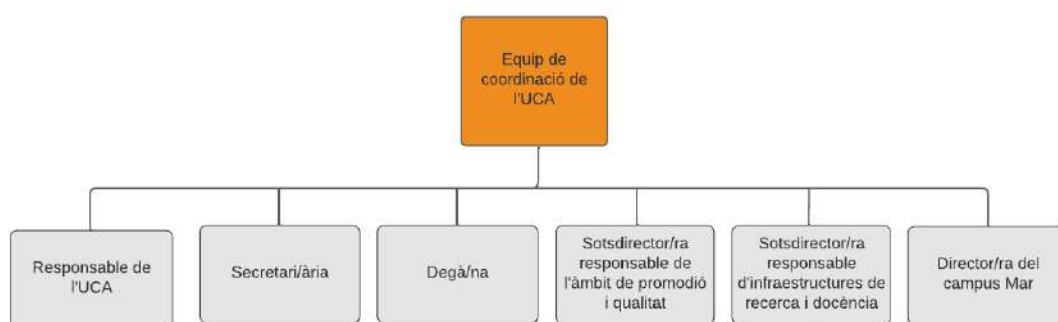 Equip de
coordinació de
l'UCA
Responsable de
l'UCA
Secretari/ària
Degà/na
Sotsdirector/ra
responsable de
l'àmbit de promodió
i qualitat
Sotsdirector/ra
responsable
d'infraestructures de
recerca i docència
Director/ra del
campus Mar